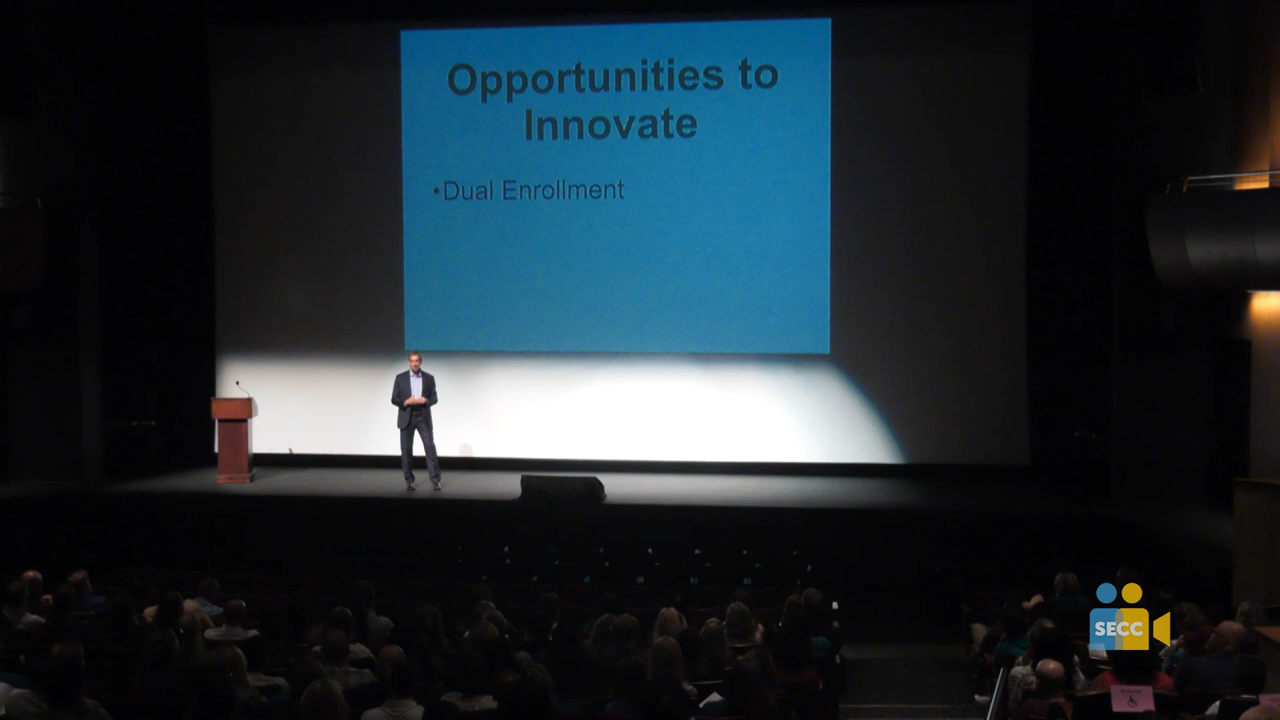 Opportunities to
Innovate
•Dual Enrollment
SECC